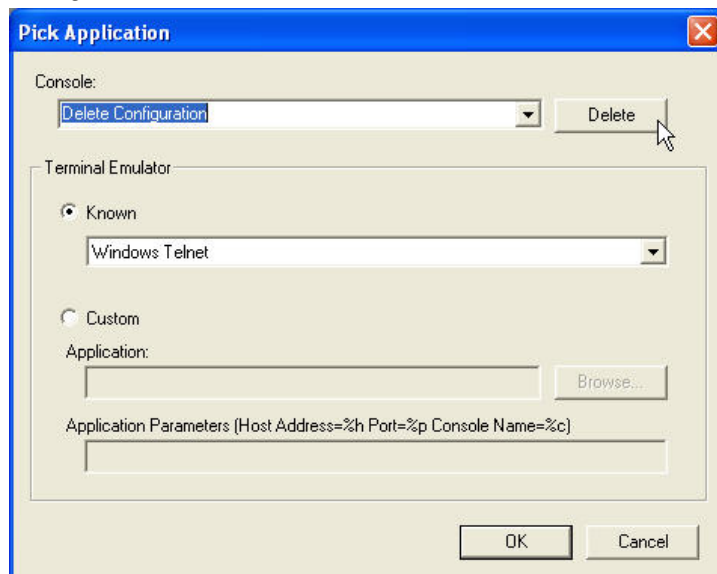 Pick Application
Console:
Delete Configuration
Delete
Terminal Emulator
Known
Windows Telnet
Custom
Application:
Browse...
Application Parameters (Host Address=%h Port=%p Console Name=%c)
OK
Cancel